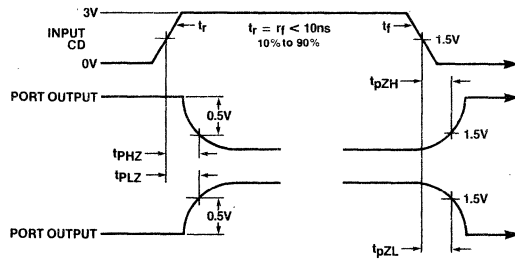 3V
INPUT
CD
0V
tr
tr = rf < 10ns
10% to 90%
tf
1.5V
PORT OUTPUT
0.5V
tPHZ
tpZH
1.5V
tPLZ
0.5V
1.5V
PORT OUTPUT
tpZL